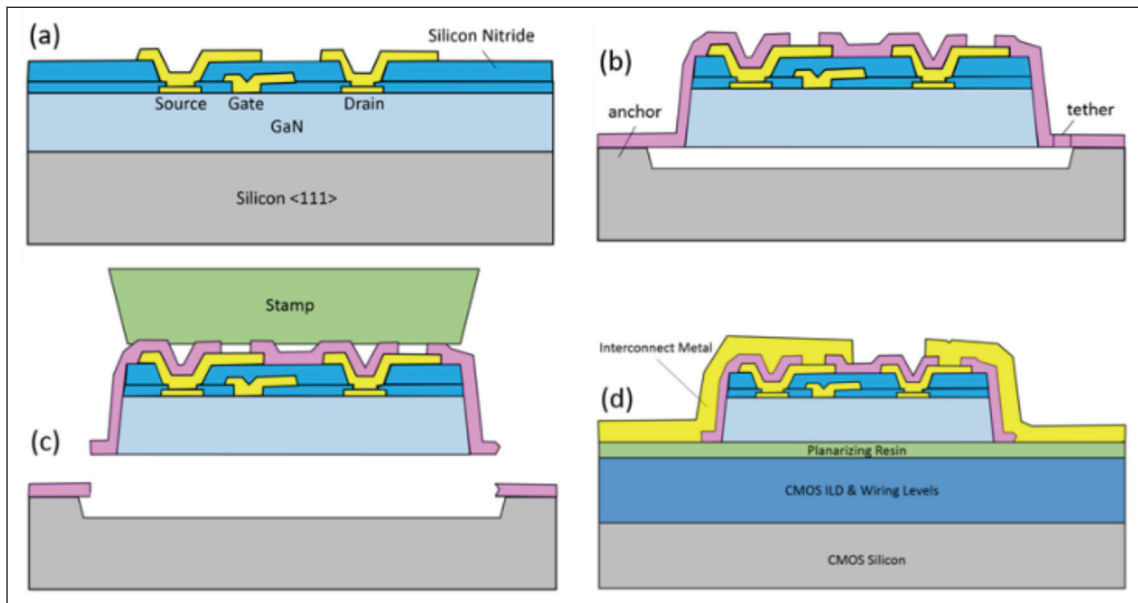 (a)
Silicon Nitride
Source
Gate
Drain
GaN
Silicon <111>
(b)
anchor
tether
Stamp
(c)
Interconnect Metal
(d)
Planarizing Resin
CMOS ILD & Wiring Levels
CMOS Silicon